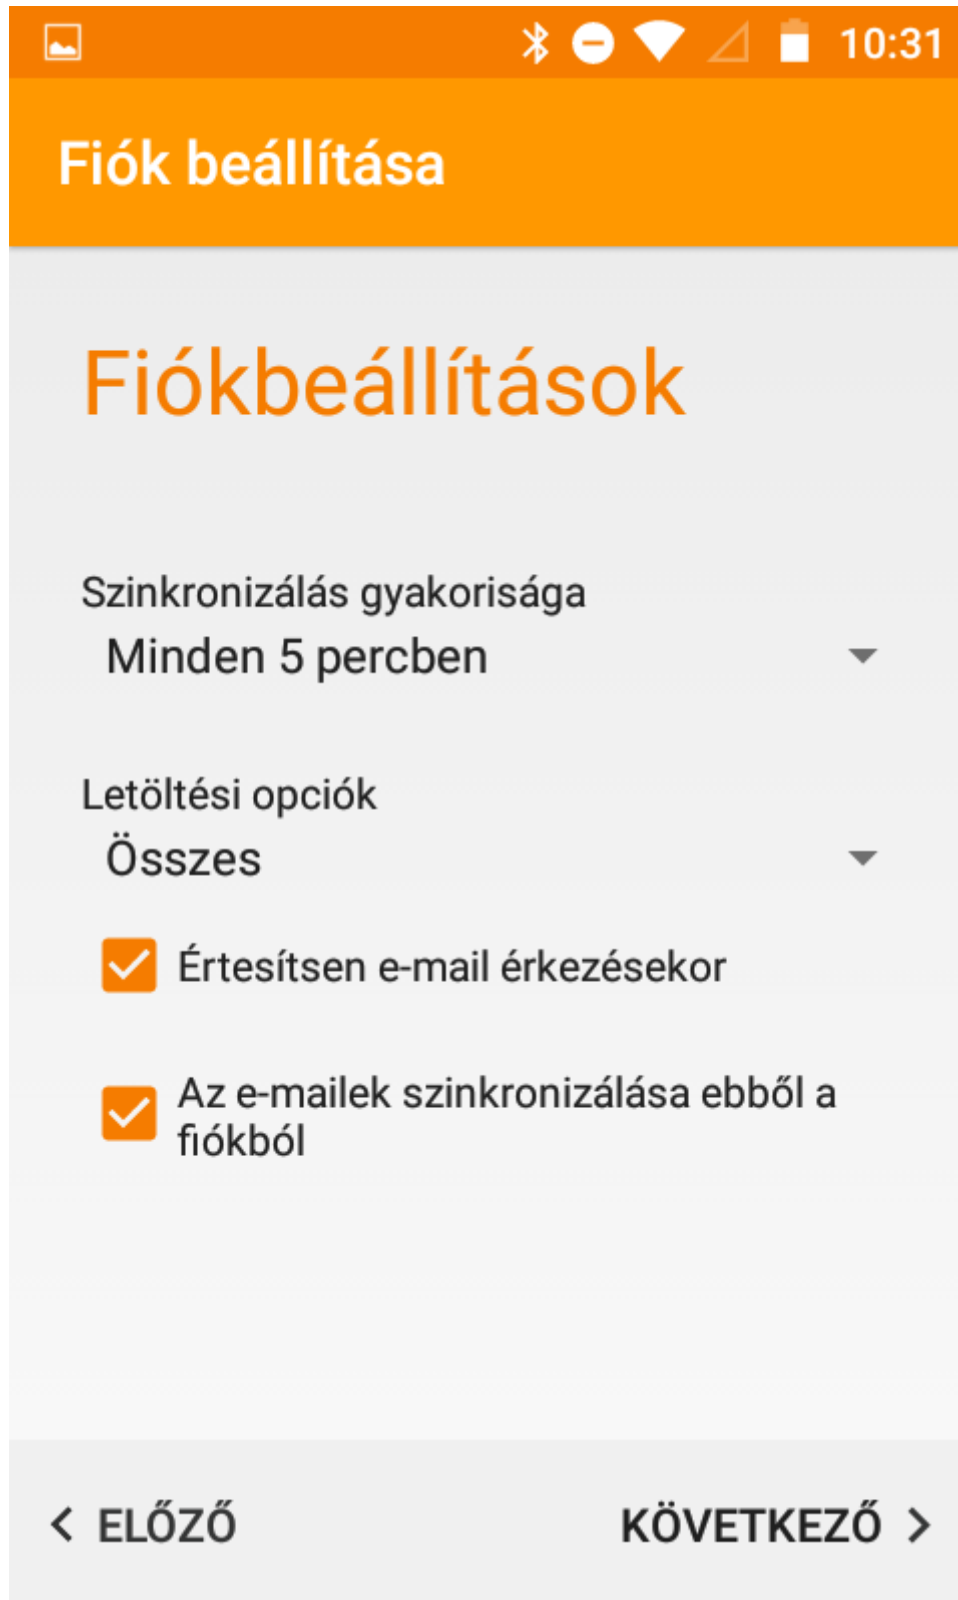 10:31
Fiók beállítása
Fiókbeállítások
Szinkronizálás gyakorisága
Minden 5 percben
Letöltési opciók
Összes
Értesítsen e-mail érkezésekor
Az e-mailek szinkronizálása ebből a
fiókból
ELŐZŐ
KÖVETKEZŐ